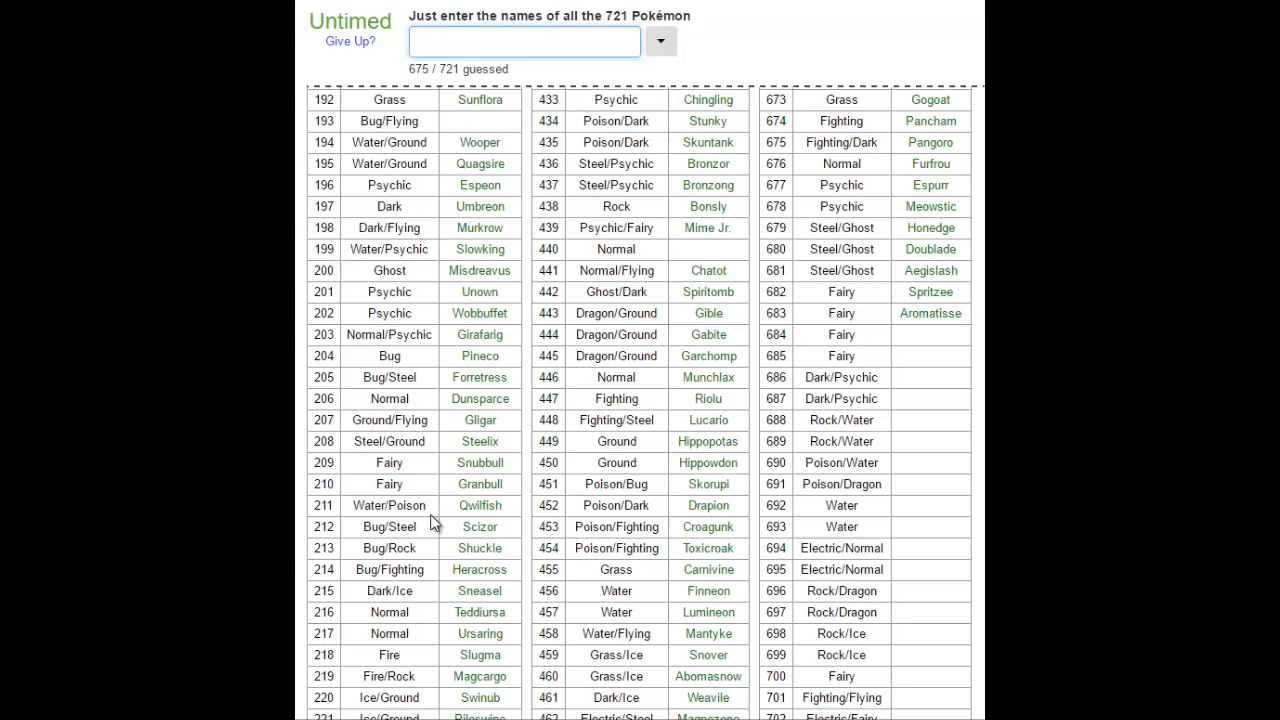 Untimed
Give Up?
Just enter the names of all the 721 Pokémon
675 / 721 guessed
192 Grass Sunflora 433 Psychic Chingling 673 Grass Gogoat
193 Bug/Flying 434 Poison/Dark Stunky 674 Fighting Pancham
194 Water/Ground Wooper 435 Poison/Dark Skuntank 675 Fighting/Dark Pangoro
195 Water/Ground Quagsire 436 Steel/Psychic Bronzor 676 Normal Furfrou
196 Psychic Espeon 437 Steel/Psychic Bronzong 677 Psychic Espurr
197 Dark Umbreon 438 Rock Bonsly 678 Psychic Meowstic
198 Dark/Flying Murkrow 439 Psychic/Fairy Mime Jr. 679 Steel/Ghost Honedge
199 Water/Psychic Slowking 440 Normal 680 Steel/Ghost Doublade
200 Ghost Misdreavus 441 Normal/Flying Chatot 681 Steel/Ghost Aegislash
201 Psychic Unown 442 Ghost/Dark Spiritomb 682 Fairy Spritzee
202 Psychic Wobbuffet 443 Dragon/Ground Gible 683 Fairy Aromatisse
203 Normal/Psychic Girafarig 444 Dragon/Ground Gabite 684 Fairy
204 Bug Pineco 445 Dragon/Ground Garchomp 685 Fairy
205 Bug/Steel Forretress 446 Normal Munchlax 686 Dark/Psychic
206 Normal Dunsparce 447 Fighting Riolu 687 Dark/Psychic
207 Ground/Flying Gligar 448 Fighting/Steel Lucario 688 Rock/Water
208 Steel/Ground Steelix 449 Ground Hippopotas 689 Rock/Water
209 Fairy Snubbull 450 Ground Hippowdon 690 Poison/Water
210 Fairy Granbull 451 Poison/Bug Skorupi 691 Poison/Dragon
211 Water/Poison Qwilfish 452 Poison/Dark Drapion 692 Water
212 Bug/Steel Scizor 453 Poison/Fighting Croagunk 693 Water
213 Bug/Rock Shuckle 454 Poison/Fighting Toxicroak 694 Electric/Normal
214 Bug/Fighting Heracross 455 Grass Carnivine 695 Electric/Normal
215 Dark/Ice Sneasel 456 Water Finneon 696 Rock/Dragon
216 Normal Teddiursa 457 Water Lumineon 697 Rock/Dragon
217 Normal Ursaring 458 Water/Flying Mantyke 698 Rock/Ice
218 Fire Slugma 459 Grass/Ice Snover 699 Rock/Ice
219 Fire/Rock Magcargo 460 Grass/Ice Abomasnow 700 Fairy
220 Ice/Ground Swinub 461 Dark/Ice Weavile 701 Fighting/Flying
221 Ice/Ground Piloswine 462 Electric/Steel Magnezone 702 Electric/Fairy